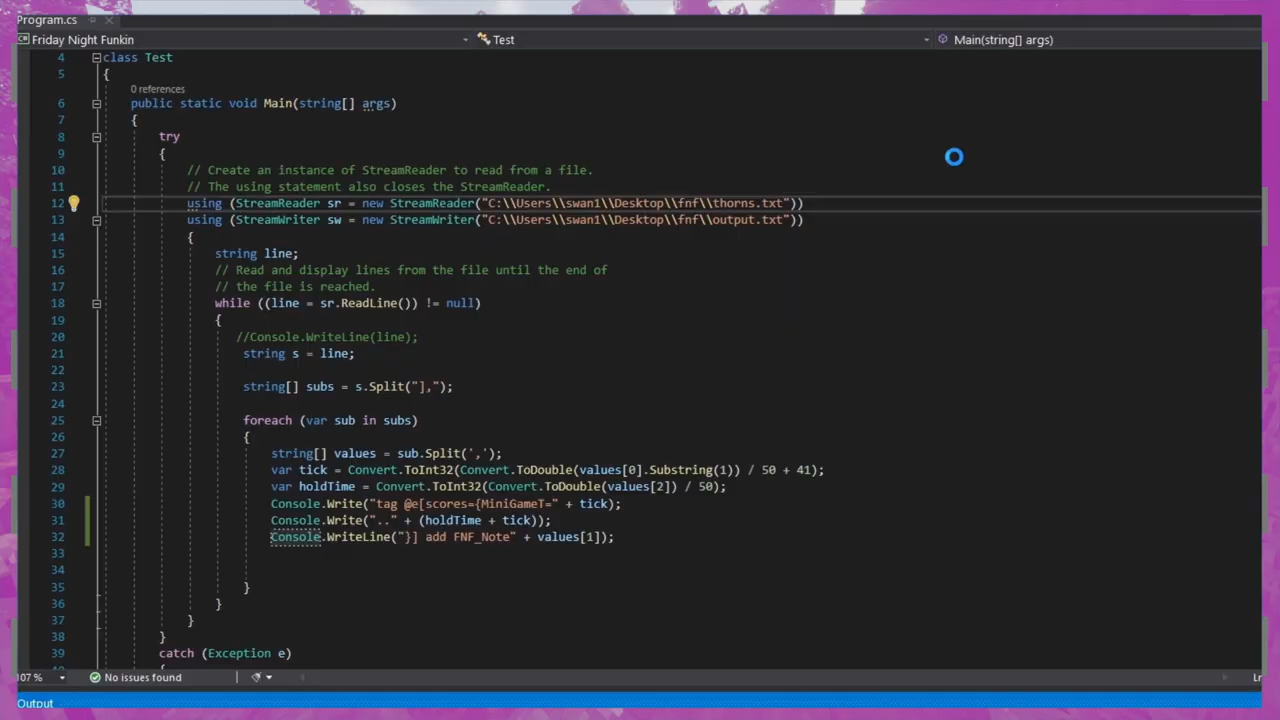 Program.cs
Friday Night Funkin
Test
Main(string[] args)
4 class Test
5 {
0 references
6 public static void Main(string[] args)
7 {
8 try
9 {
10 // Create an instance of StreamReader to read from a file.
11 // The using statement also closes the StreamReader.
12 using (StreamReader sr = new StreamReader("C:\\Users\\swan1\\Desktop\\fnf\\thorns.txt"))
13 using (StreamWriter sw = new StreamWriter("C:\\Users\\swan1\\Desktop\\fnf\\output.txt"))
14 {
15 string line;
16 // Read and display lines from the file until the end of
17 // the file is reached.
18 while ((line = sr.ReadLine()) != null)
19 {
20 //Console.WriteLine(line);
21 string s = line;
22
23 string[] subs = s.Split("],");
24
25 foreach (var sub in subs)
26 {
27 string[] values = sub.Split(',');
28 var tick = Convert.ToInt32(Convert.ToDouble(values[0].Substring(1)) / 50 + 41);
29 var holdTime = Convert.ToInt32(Convert.ToDouble(values[2]) / 50);
30 Console.Write("tag @e[scores={MiniGameT=" + tick);
31 Console.Write(".." + (holdTime + tick));
32 Console.WriteLine("}] add FNF_Note" + values[1]);
33
34
35 }
36 }
37 }
38 }
39 catch (Exception e)
107 %
No issues found
Output